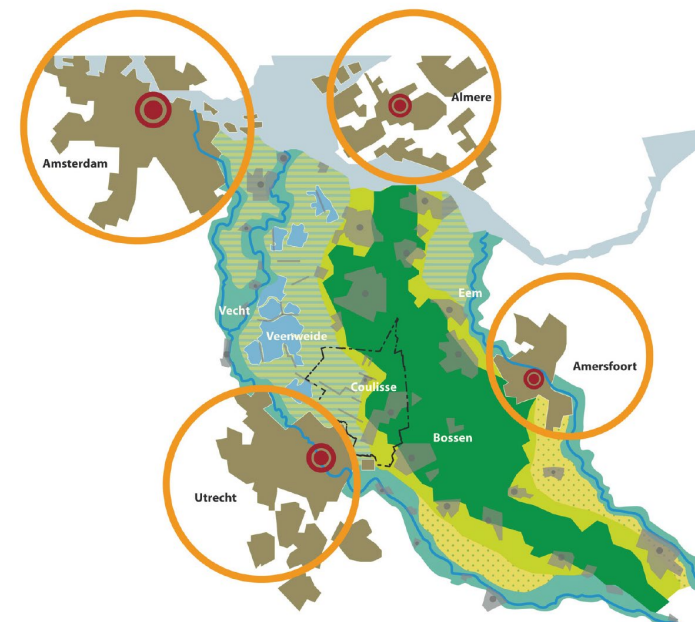 Almere
Amsterdam
Eem
Vecht
Veenweide
Amersfoort
Coulisse
Bossen
Utrecht